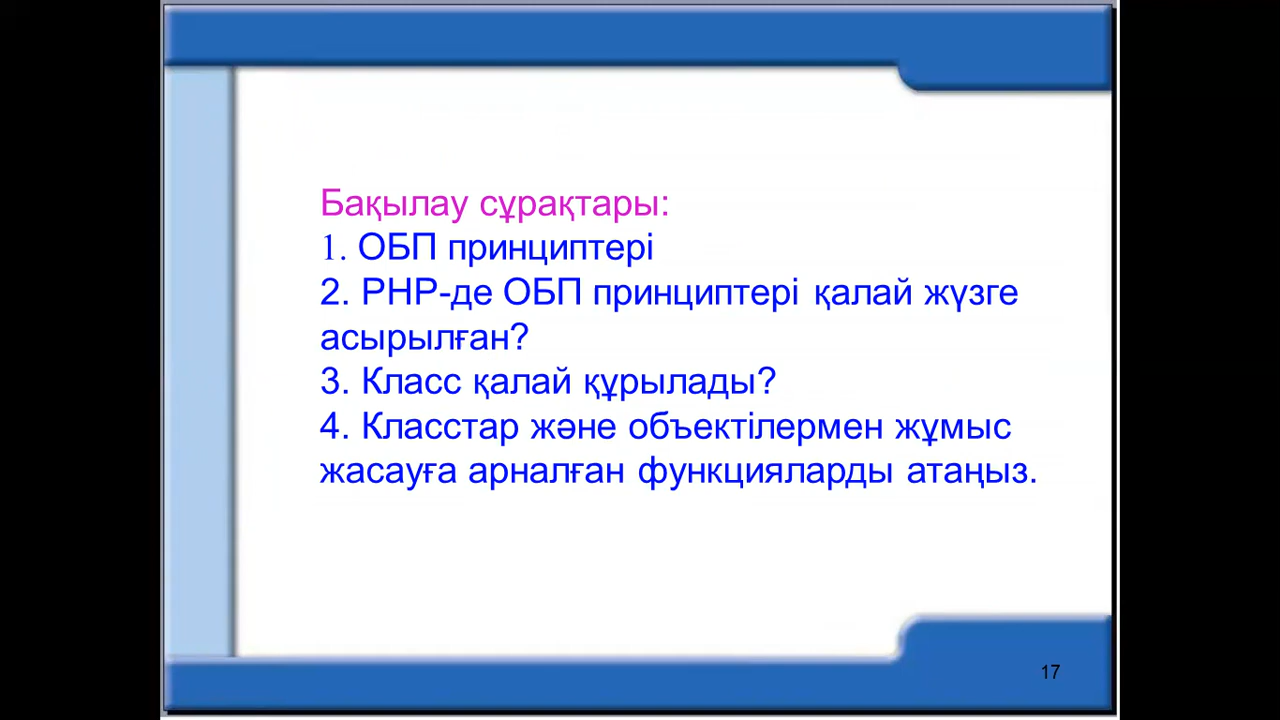 Бақылау сұрақтары:
1. ОБП принциптері
2. PHP-де ОБП принциптері қалай жүзге
асырылған?
3. Класс қалай құрылады?
4. Класстар және объектілермен жұмыс
жасауға арналған функцияларды атаңыз.
17